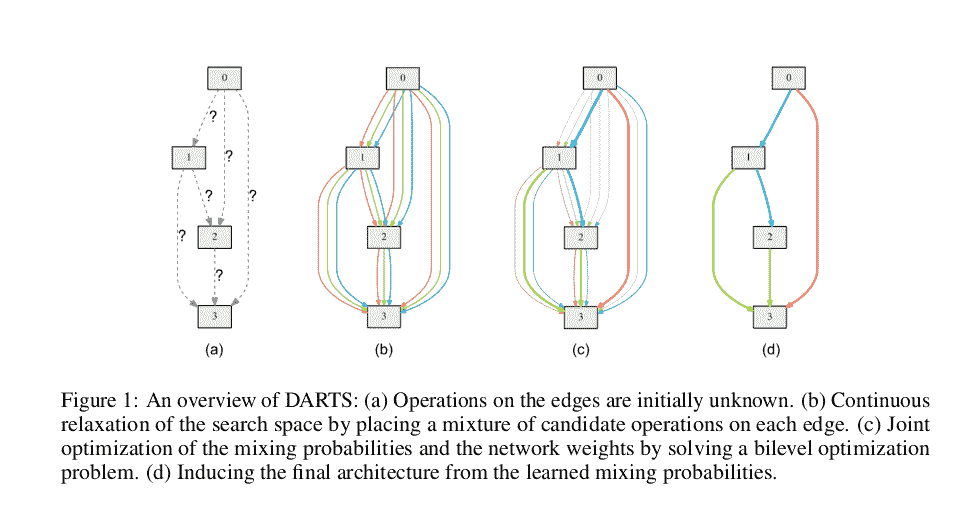 0
?
1
?
?
?
?
2
?
3
(a)
0
1
2
3
(b)
0
1
2
3
(c)
0
1
2
3
(d)
Figure 1: An overview of DARTS: (a) Operations on the edges are initially unknown. (b) Continuous
relaxation of the search space by placing a mixture of candidate operations on each edge. (c) Joint
optimization of the mixing probabilities and the network weights by solving a bilevel optimization
problem. (d) Inducing the final architecture from the learned mixing probabilities.